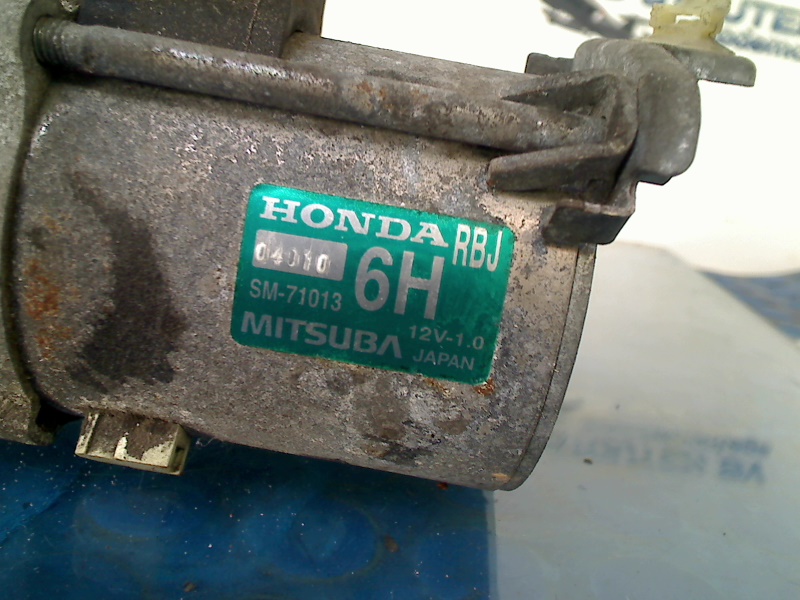 HONDA RBJ
04010
6H
SM-71013
12V-1.0
MITSUBA JAPAN